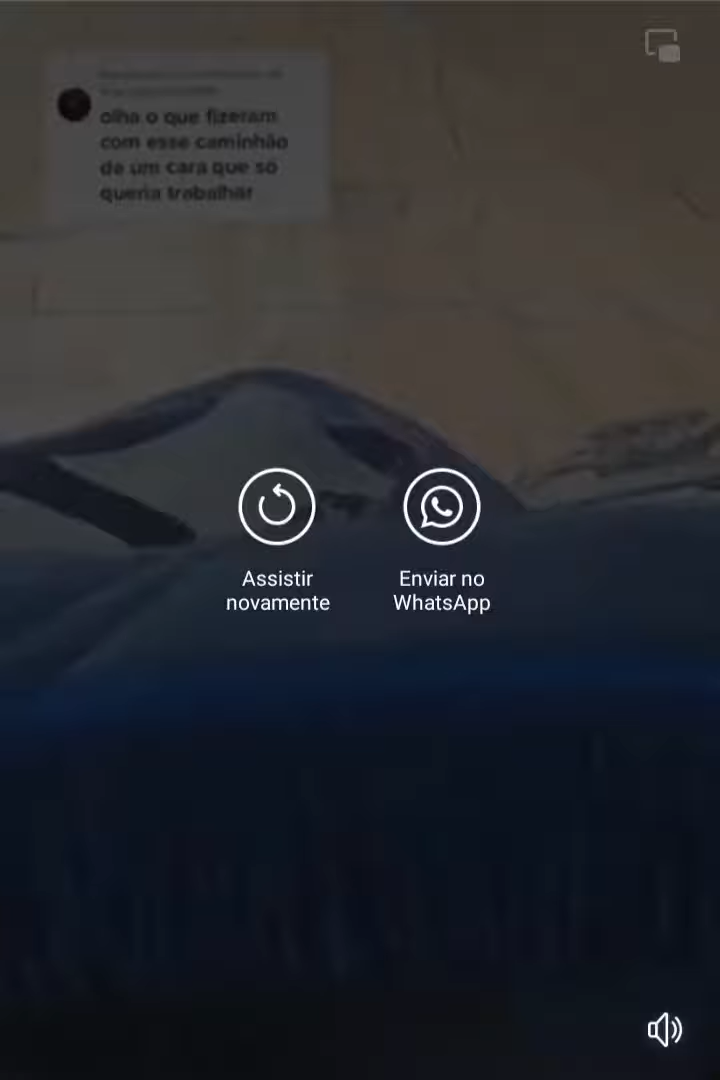 olha o que fizeram
com esse caminhão
de um cara que só
queria trabalhar
Assistir
novamente
Enviar no
WhatsApp